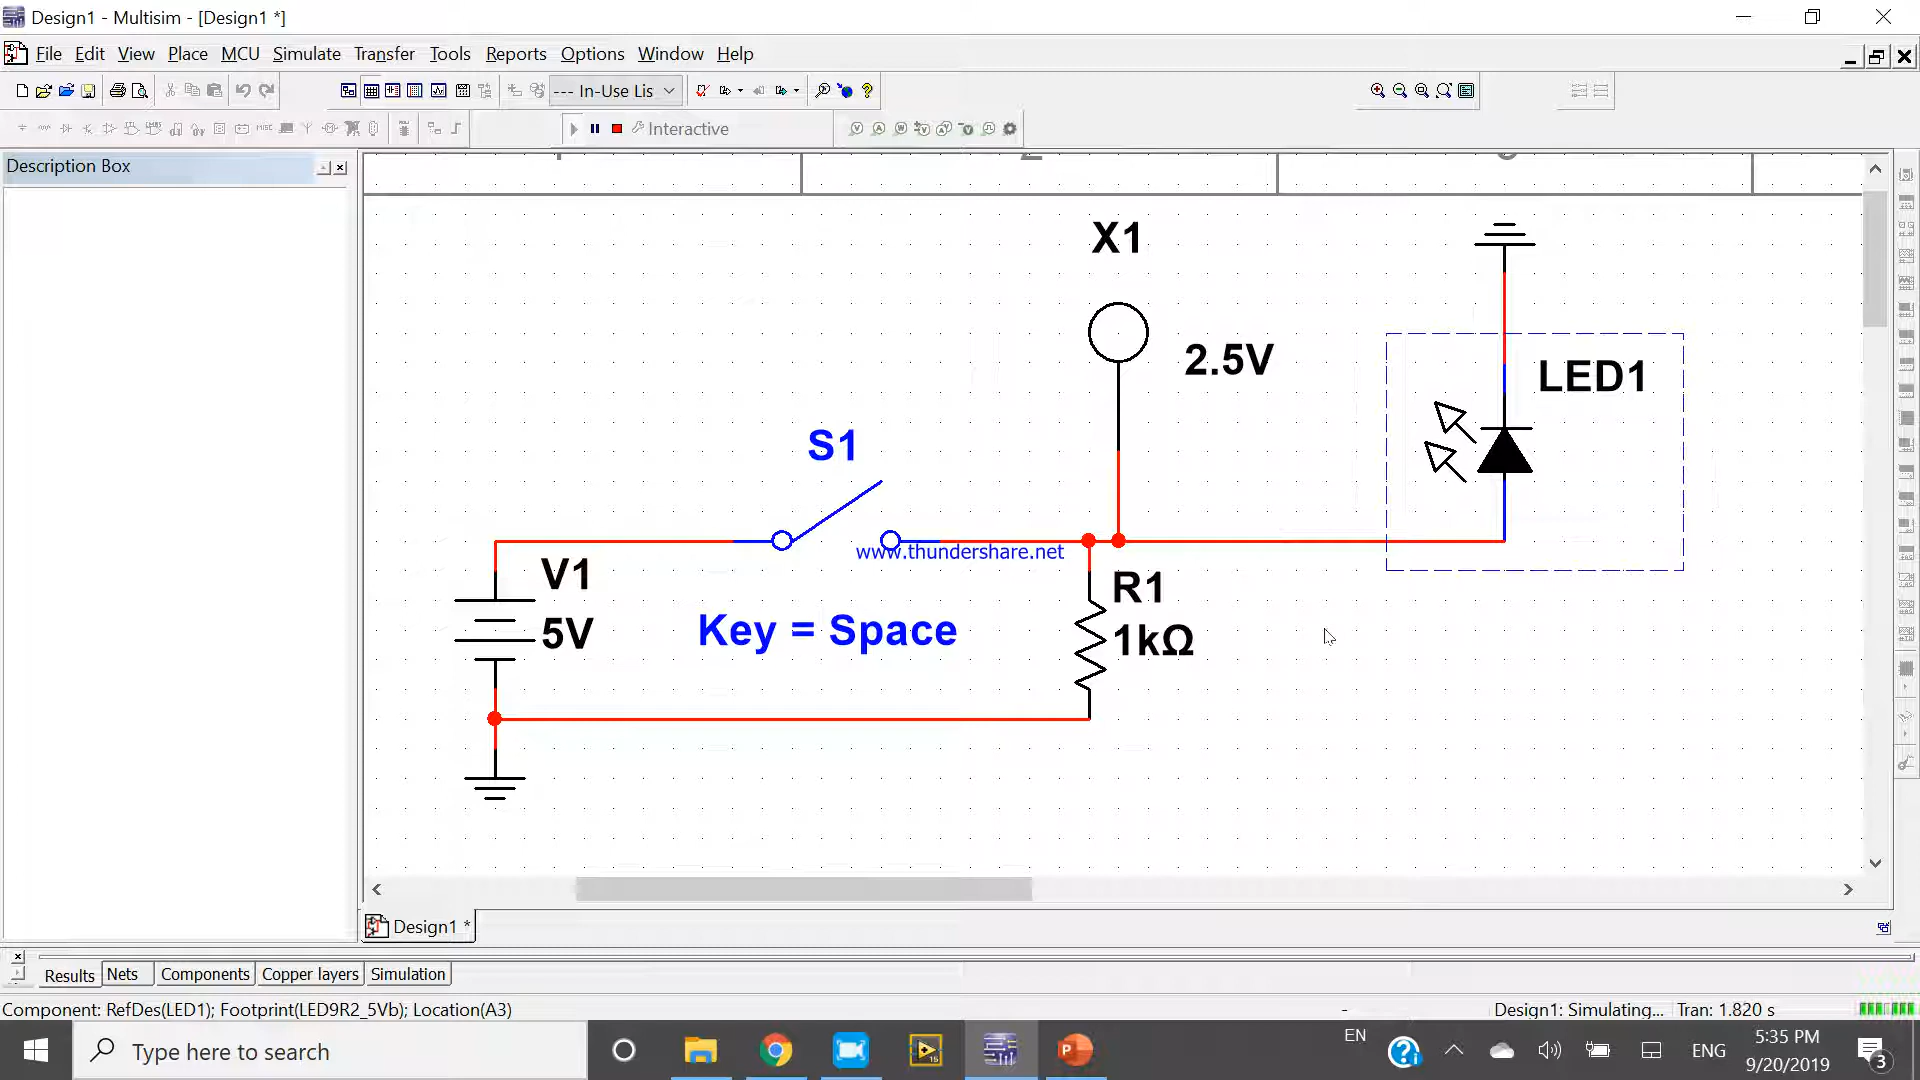 Design1 - Multisim - [Design1 *]
File Edit View Place MCU Simulate Transfer Tools Reports Options Window Help
--- In-Use Lis
Interactive
Description Box
X1
2.5V
LED1
S1
www.thundershare.net
V1
5V
Key = Space
R1
1kΩ
Design1 *
Results Nets Components Copper layers Simulation
Component: RefDes(LED1); Footprint(LED9R2_5Vb); Location(A3)
- Design1: Simulating... Tran: 1.820 s
Type here to search
EN
ENG
5:35 PM
9/20/2019
3